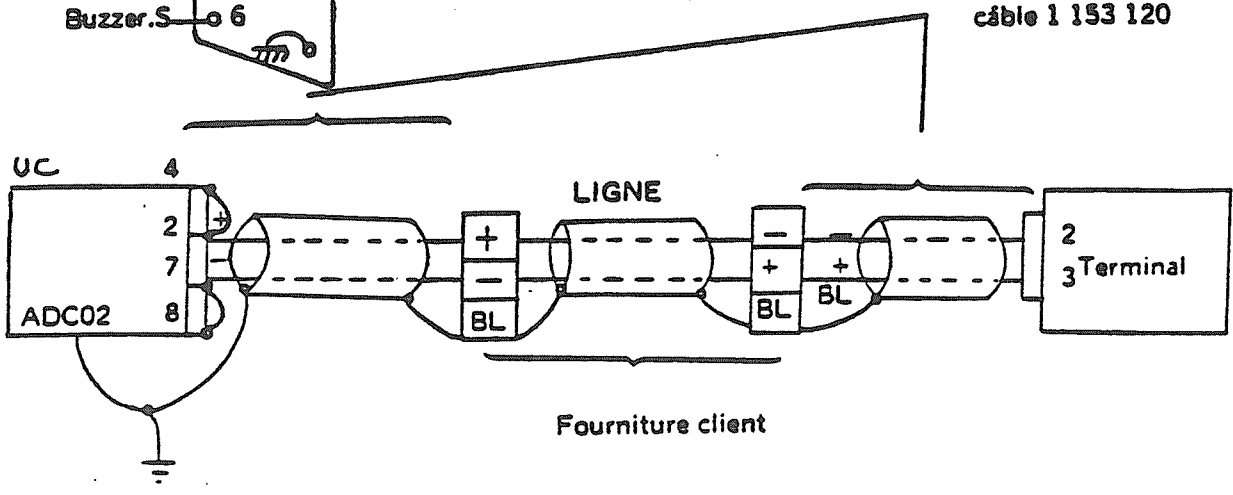 Buzzer.S 6
câble 1 153 120
UC 4
LIGNE
2 +
+ - - 2
7 -
- + + 3 Terminal
ADC02 8
BL BL BL
Fourniture client